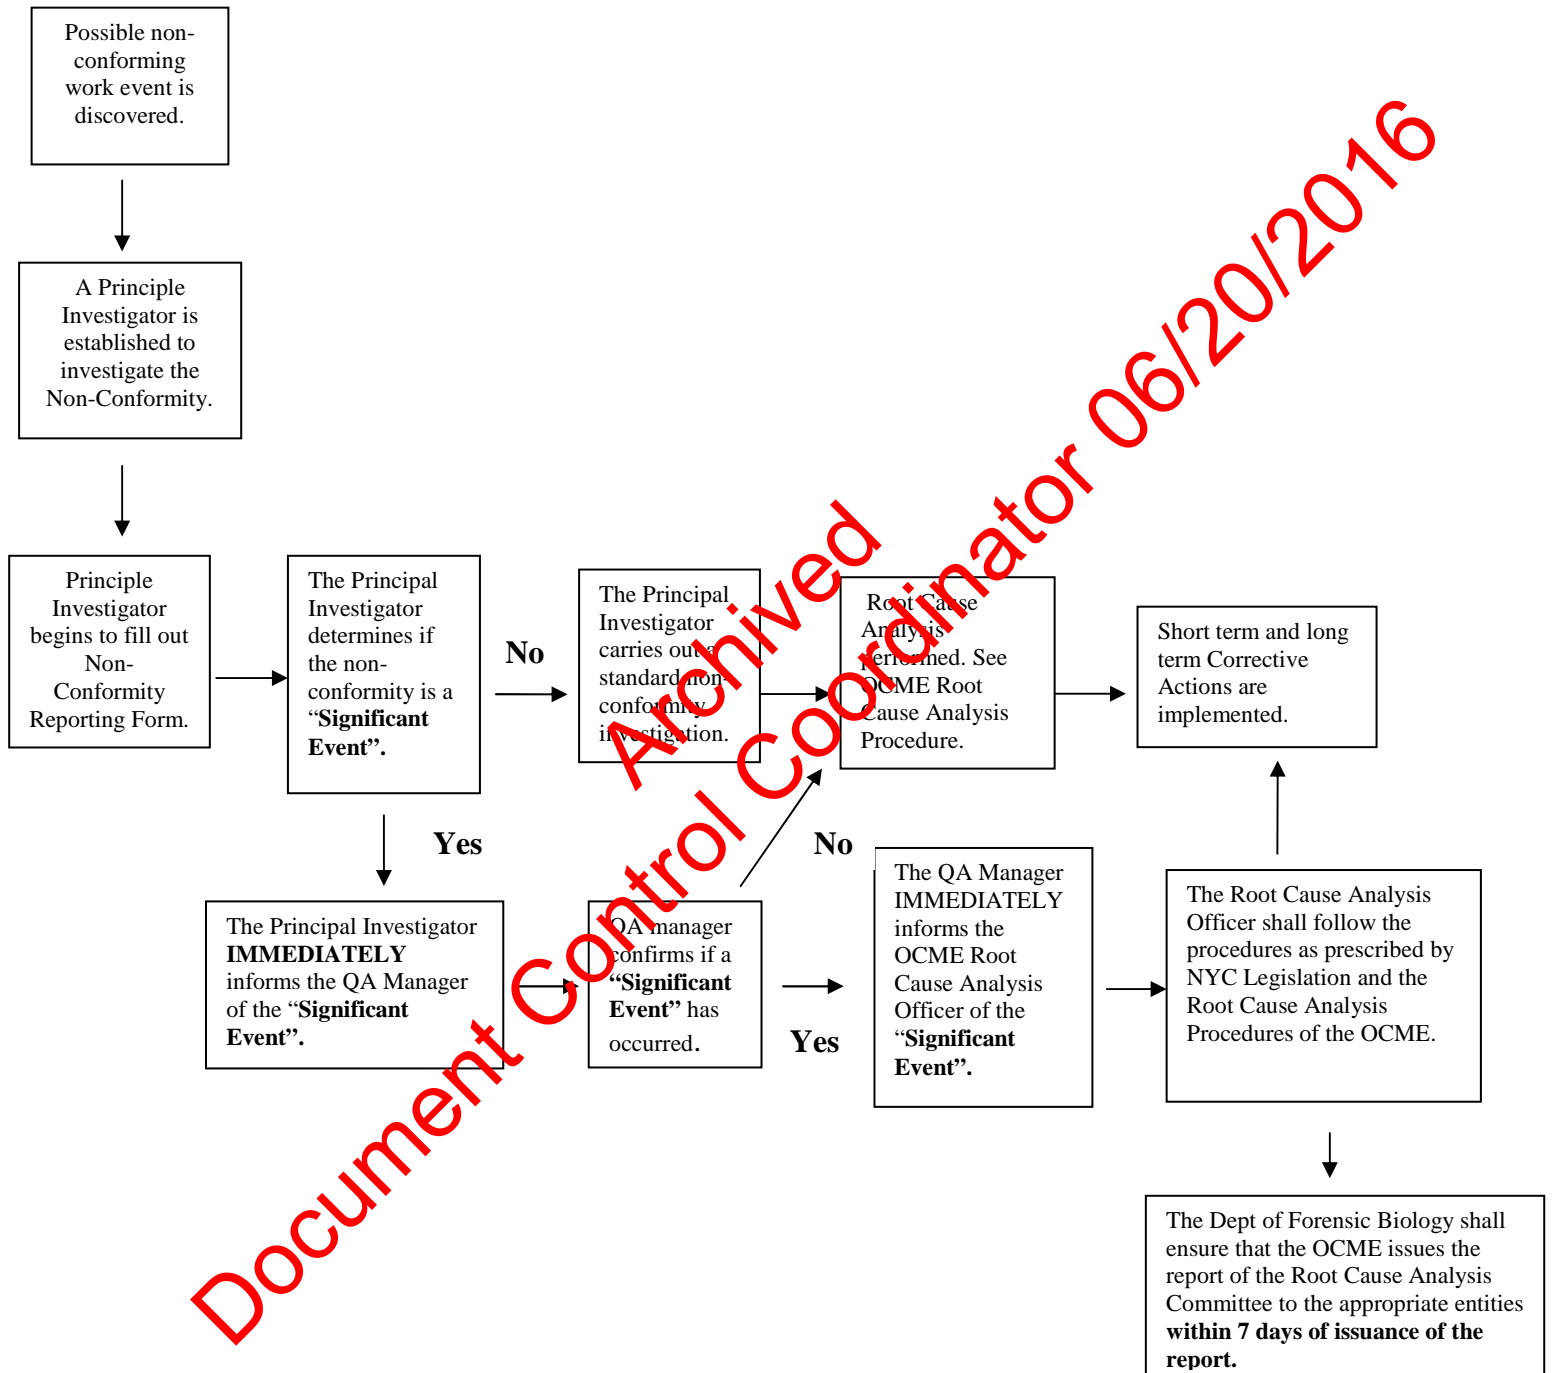 Possible non-
conforming
work event is
discovered.
A Principle
Investigator is
established to
investigate the
Non-Conformity.
Principle
Investigator
begins to fill out
Non-
Conformity
Reporting Form.
The Principal
Investigator
determines if
the non-
conformity is a
“Significant
Event”.
No
The Principal
Investigator
carries out a
standard non-
conformity
investigation.
Root Cause
Analysis
performed. See
OCME Root
Cause Analysis
Procedure.
Short term and long
term Corrective
Actions are
implemented.
Yes
The Principal Investigator
IMMEDIATELY
informs the QA Manager
of the “Significant
Event”.
QA manager
confirms if a
“Significant
Event” has
occurred.
No
Yes
The QA Manager
IMMEDIATELY
informs the
OCME Root
Cause Analysis
Officer of the
“Significant
Event”.
The Root Cause Analysis
Officer shall follow the
procedures as prescribed by
NYC Legislation and the
Root Cause Analysis
Procedures of the OCME.
The Dept of Forensic Biology shall
ensure that the OCME issues the
report of the Root Cause Analysis
Committee to the appropriate entities
within 7 days of issuance of the
report.
Archived
Document Control Coordinator 06/20/2016